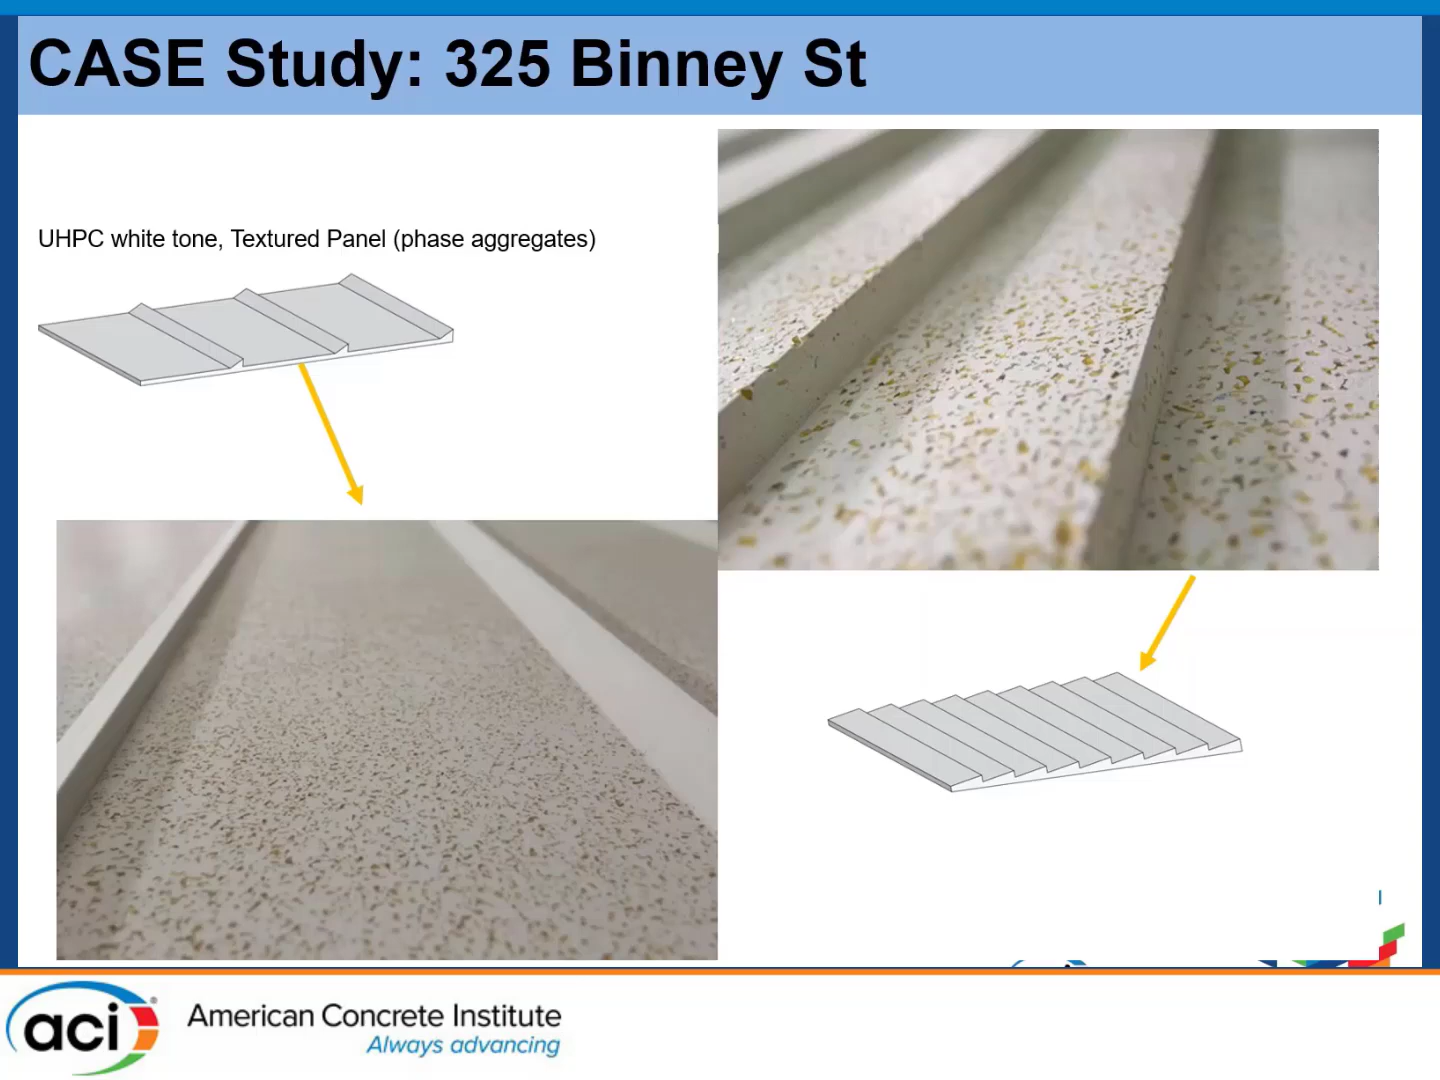 CASE Study: 325 Binney St
UHPC white tone, Textured Panel (phase aggregates)
aci
®
American Concrete Institute
Always advancing